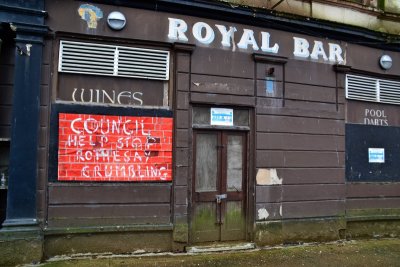 ROYAL BAR
WINES
COUNCIL
HELP STOP
ROTHESAY
CRUMBLING
POOL
DARTS